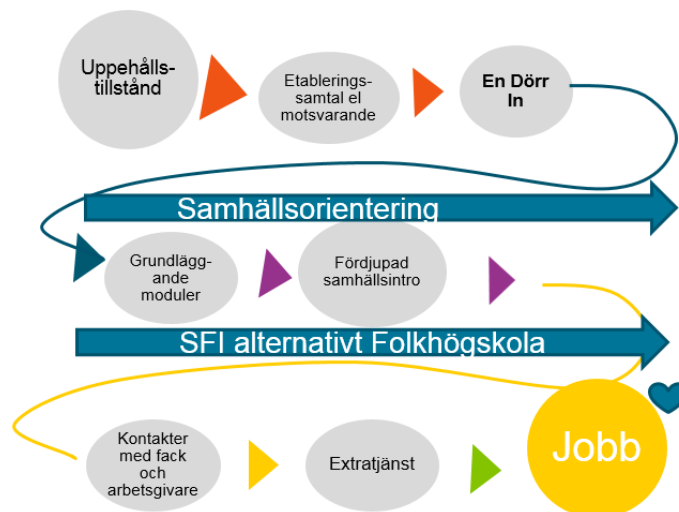 Uppehålls-
tillstånd
Etablerings-
samtal el
motsvarande
En Dörr
In
Samhällsorientering
Grundlägg-
ande
moduler
Fördjupad
samhällsintro
SFI alternativt Folkhögskola
Kontakter
med fack
och
arbetsgivare
Extratjänst
Jobb